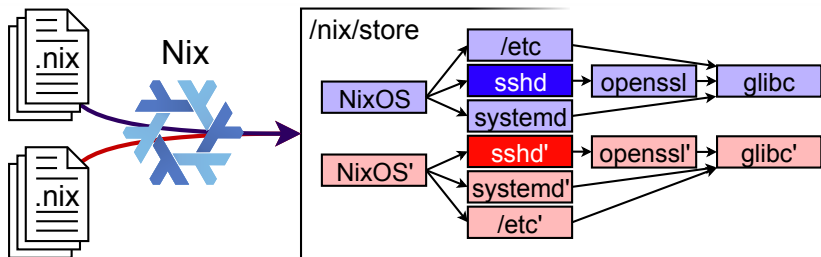 .nix
Nix
.nix
/nix/store
/etc
NixOS
sshd
openssl
glibc
systemd
NixOS'
sshd'
openssl'
glibc'
systemd'
/etc'